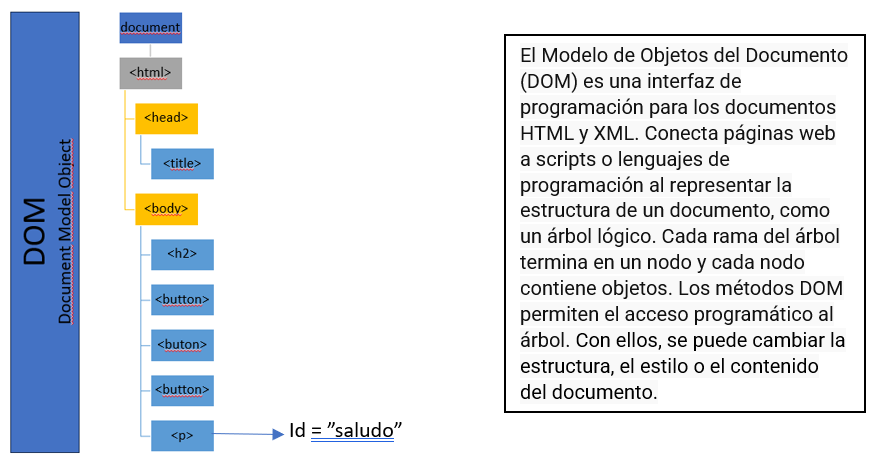 DOM
Document Model Object
document
<html>
<head>
<title>
<body>
<h2>
<button>
<buton>
<button>
<p>
Id = ”saludo”
El Modelo de Objetos del Documento
(DOM) es una interfaz de
programación para los documentos
HTML y XML. Conecta páginas web
a scripts o lenguajes de
programación al representar la
estructura de un documento, como
un árbol lógico. Cada rama del árbol
termina en un nodo y cada nodo
contiene objetos. Los métodos DOM
permiten el acceso programático al
árbol. Con ellos, se puede cambiar la
estructura, el estilo o el contenido
del documento.